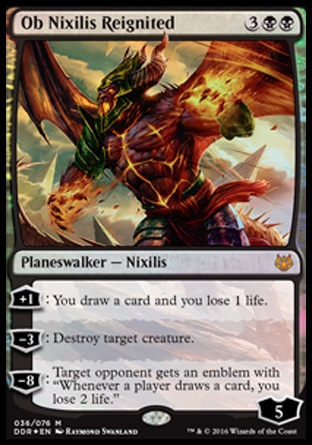 Ob Nixilis Reignited 3
Planeswalker — Nixilis
+1 : You draw a card and you lose 1 life.
-3 : Destroy target creature.
-8 : Target opponent gets an emblem with
“Whenever a player draws a card, you
lose 2 life.”
5
036/076 M
DDR ★ EN RAYMOND SWANLAND
™ & © 2016 Wizards of the Coast